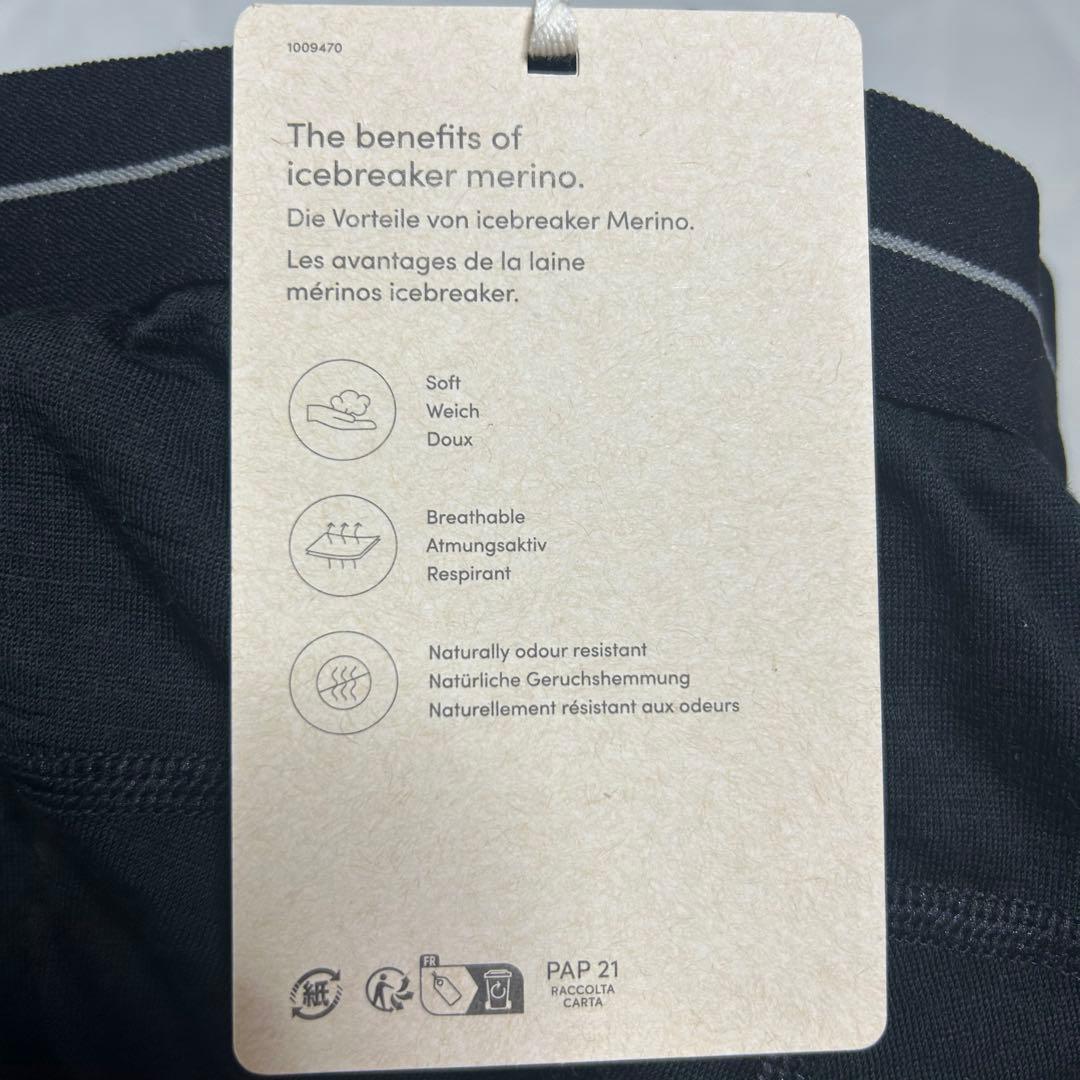 1009470
The benefits of
icebreaker merino.
Die Vorteile von icebreaker Merino.
Les avantages de la laine
mérinos icebreaker.
Soft
Weich
Doux
Breathable
Atmungsaktiv
Respirant
Naturally odour resistant
Natürliche Geruchshemmung
Naturellement résistant aux odeurs
紙
FR
PAP 21
RACCOLTA
CARTA